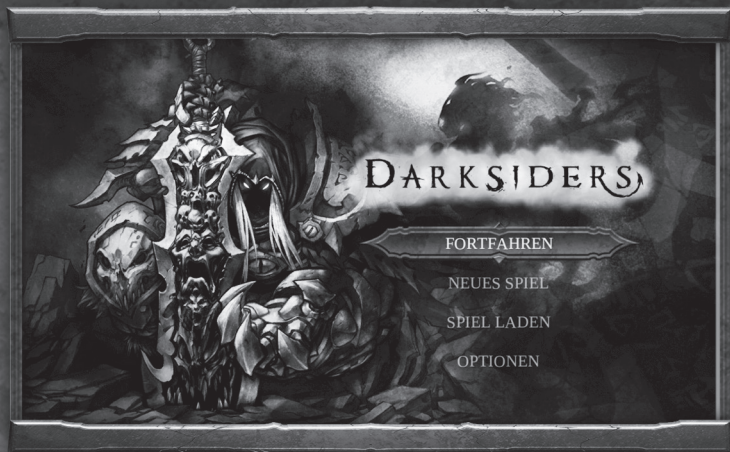 DARKSIDERS
FORTFAHREN
NEUES SPIEL
SPIEL LADEN
OPTIONEN